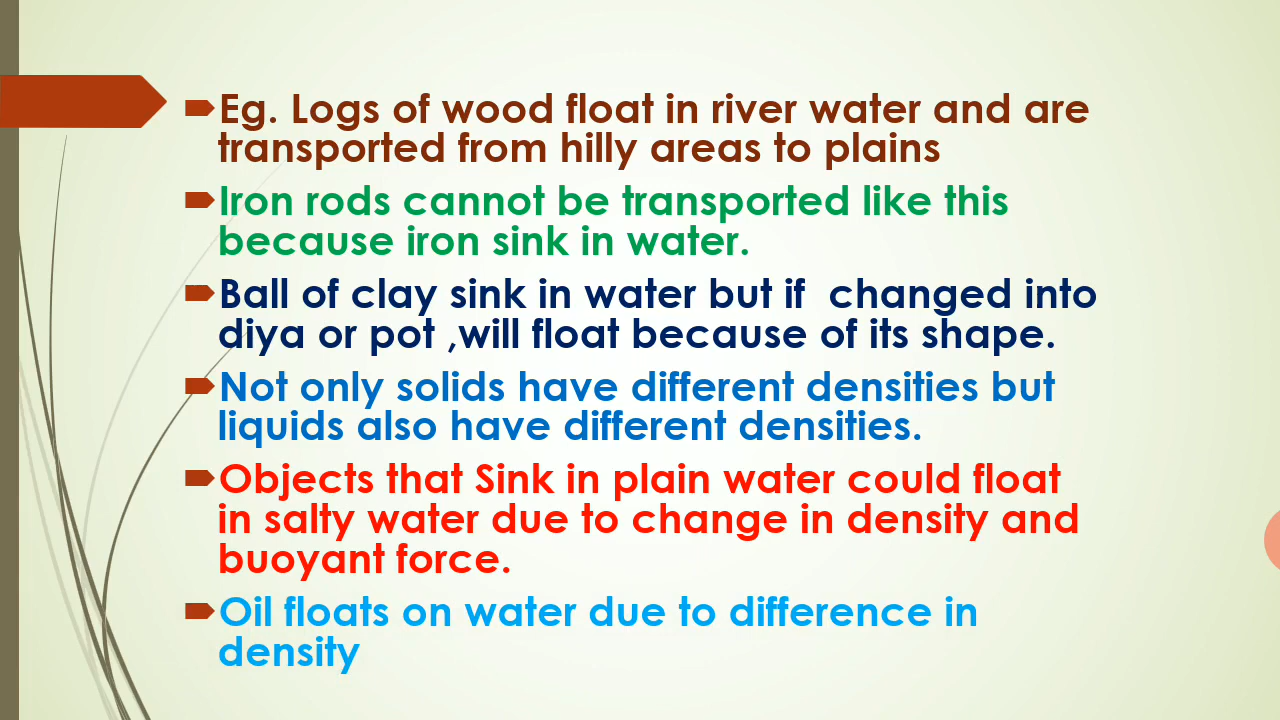 Eg. Logs of wood float in river water and are
transported from hilly areas to plains
Iron rods cannot be transported like this
because iron sink in water.
Ball of clay sink in water but if  changed into
diya or pot ,will float because of its shape.
Not only solids have different densities but
liquids also have different densities.
Objects that Sink in plain water could float
in salty water due to change in density and
buoyant force.
Oil floats on water due to difference in
density